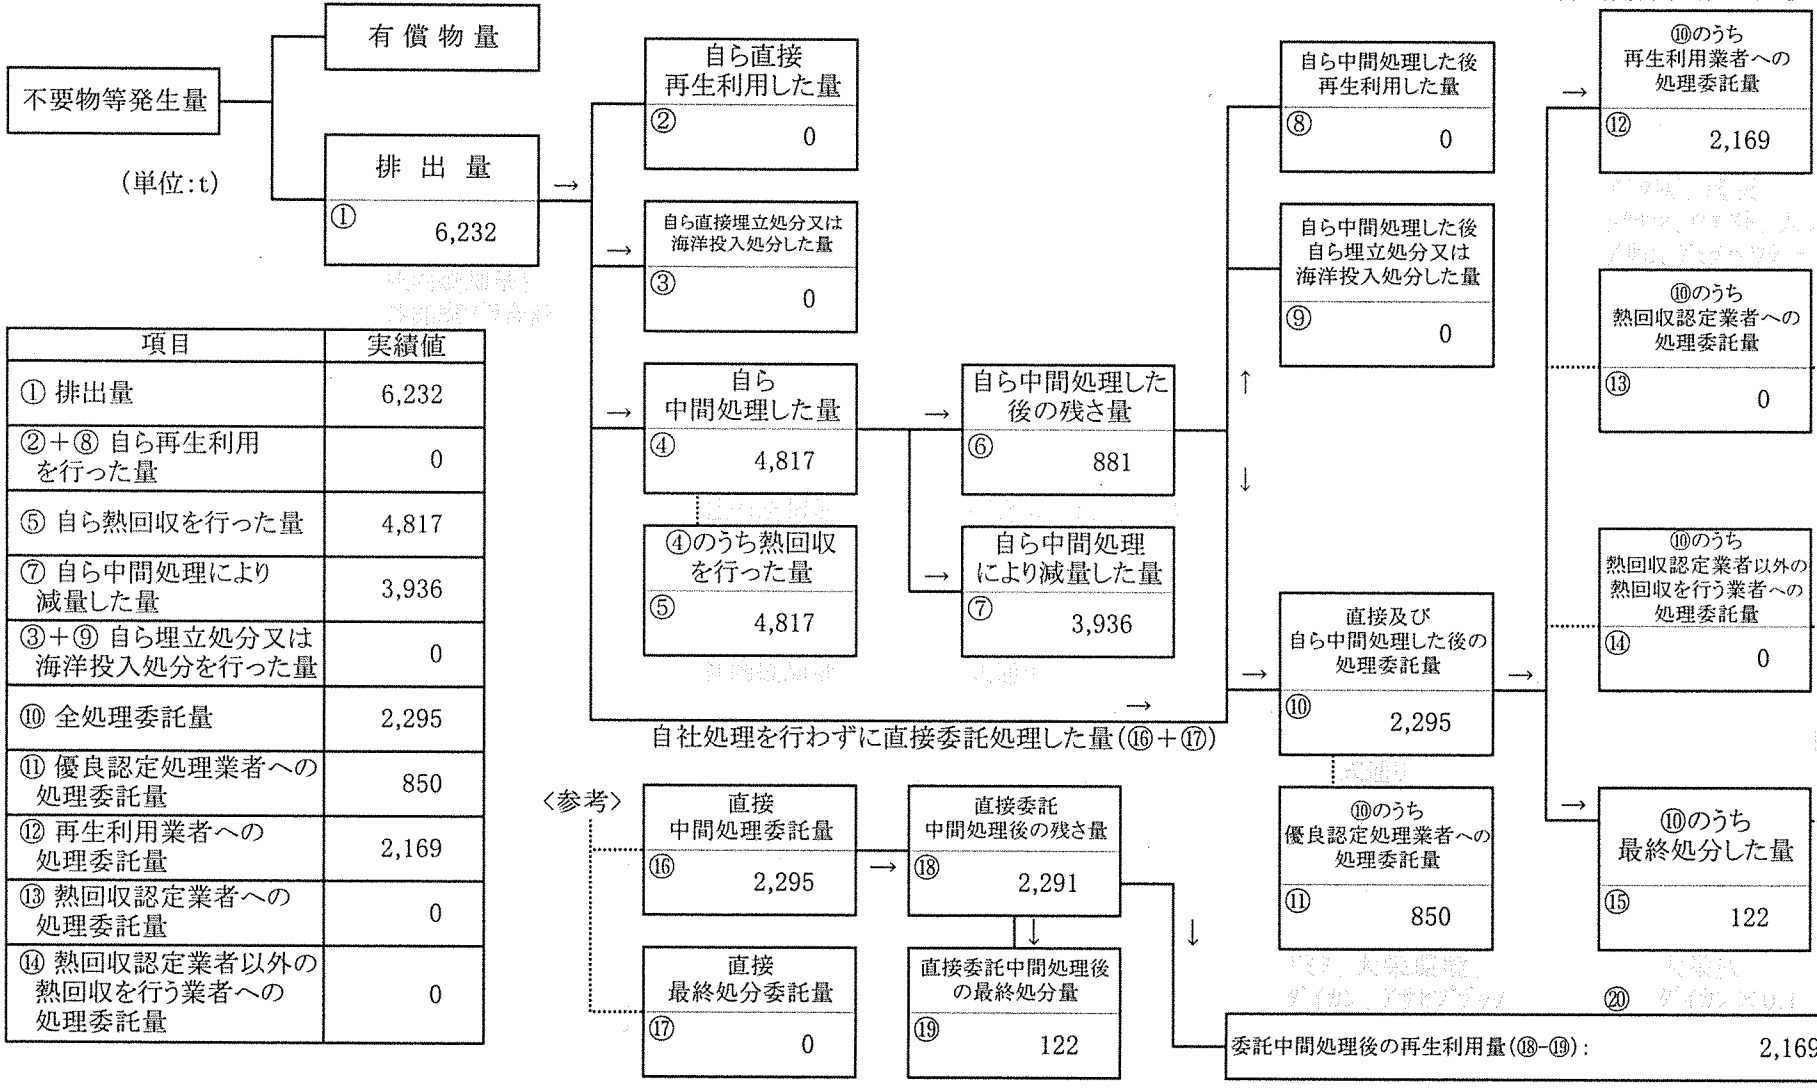 不要物等発生量
(単位:t)
有償物量
排出量
① 6,232
自ら直接
再生利用した量
② 0
自ら直接埋立処分又は
海洋投入処分した量
③ 0
自ら
中間処理した量
④ 4,817
④のうち熱回収
を行った量
⑤ 4,817
自ら中間処理した
後の残さ量
⑥ 881
自ら中間処理
により減量した量
⑦ 3,936
自ら中間処理した後
再生利用した量
⑧ 0
自ら中間処理した後
自ら埋立処分又は
海洋投入処分した量
⑨ 0
直接及び
自ら中間処理した後の
処理委託量
⑩ 2,295
⑩のうち
優良認定処理業者への
処理委託量
⑪ 850
⑩のうち
再生利用業者への
処理委託量
⑫ 2,169
⑩のうち
熱回収認定業者への
処理委託量
⑬ 0
⑩のうち
熱回収認定業者以外の
熱回収を行う業者への
処理委託量
⑭ 0
⑩のうち
最終処分した量
⑮ 122
自社処理を行わずに直接委託処理した量(⑯+⑰)
〈参考〉
直接
中間処理委託量
⑯ 2,295
直接
最終処分委託量
⑰ 0
直接委託
中間処理後の残さ量
⑱ 2,291
直接委託中間処理後
の最終処分量
⑲ 122
⑳
委託中間処理後の再生利用量(⑱-⑲): 2,169
項目 実績値
① 排出量 6,232
②+⑧ 自ら再生利用
を行った量 0
⑤ 自ら熱回収を行った量 4,817
⑦ 自ら中間処理により
減量した量 3,936
③+⑨ 自ら埋立処分又は
海洋投入処分を行った量 0
⑩ 全処理委託量 2,295
⑪ 優良認定処理業者への
処理委託量 850
⑫ 再生利用業者への
処理委託量 2,169
⑬ 熱回収認定業者への
処理委託量 0
⑭ 熱回収認定業者以外の
熱回収を行う業者への
処理委託量 0